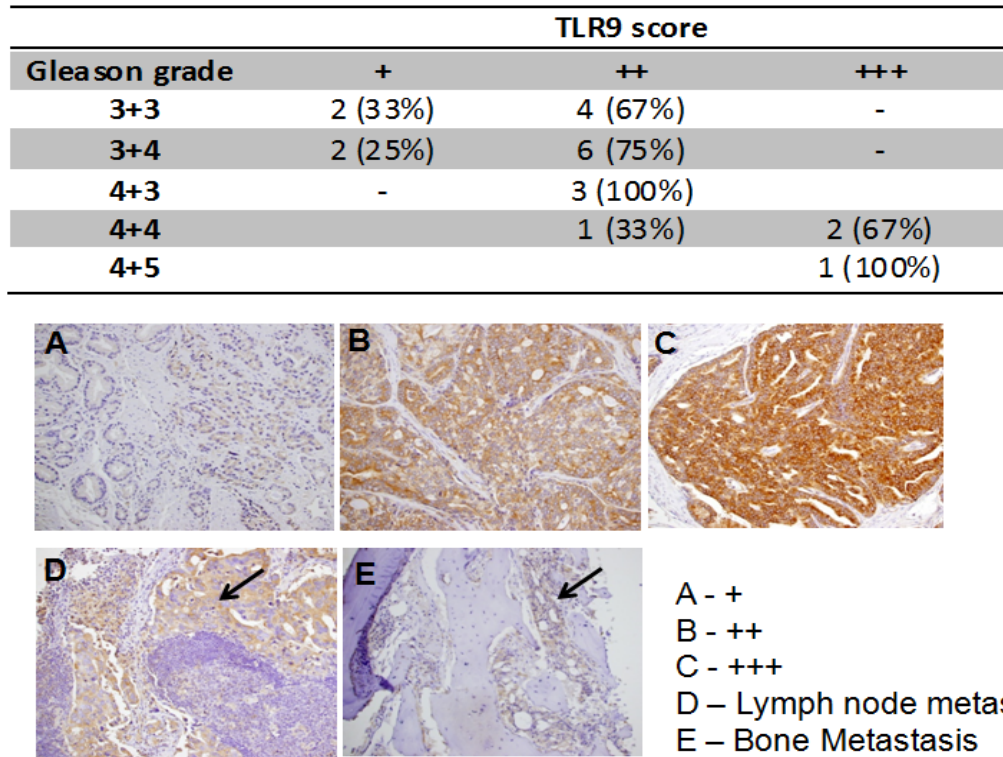 TLR9 score
Gleason grade + ++ +++
3+3 2 (33%) 4 (67%) -
3+4 2 (25%) 6 (75%) -
4+3 - 3 (100%)
4+4 1 (33%) 2 (67%)
4+5 1 (100%)
A B C
D E
A - +
B - ++
C - +++
D – Lymph node metas
E – Bone Metastasis